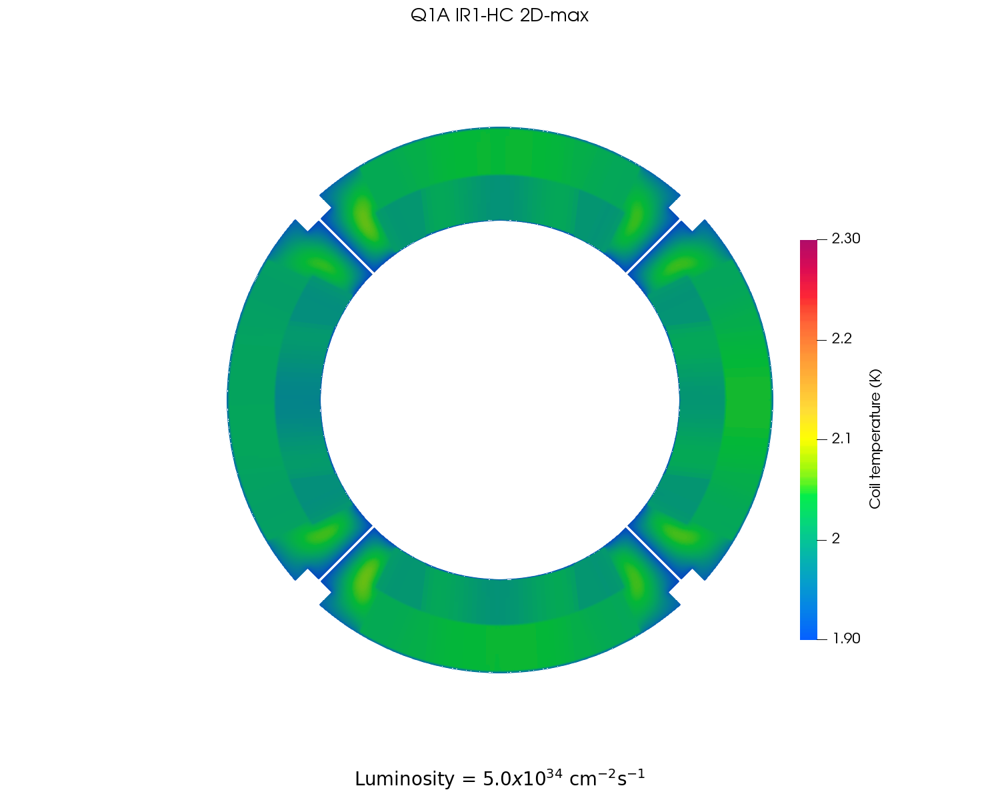 Q1A IR1-HC 2D-max
2.30
2.2
2.1
2
1.90
Coil temperature (K)
Luminosity = 5.0x10³⁴ cm⁻²s⁻¹